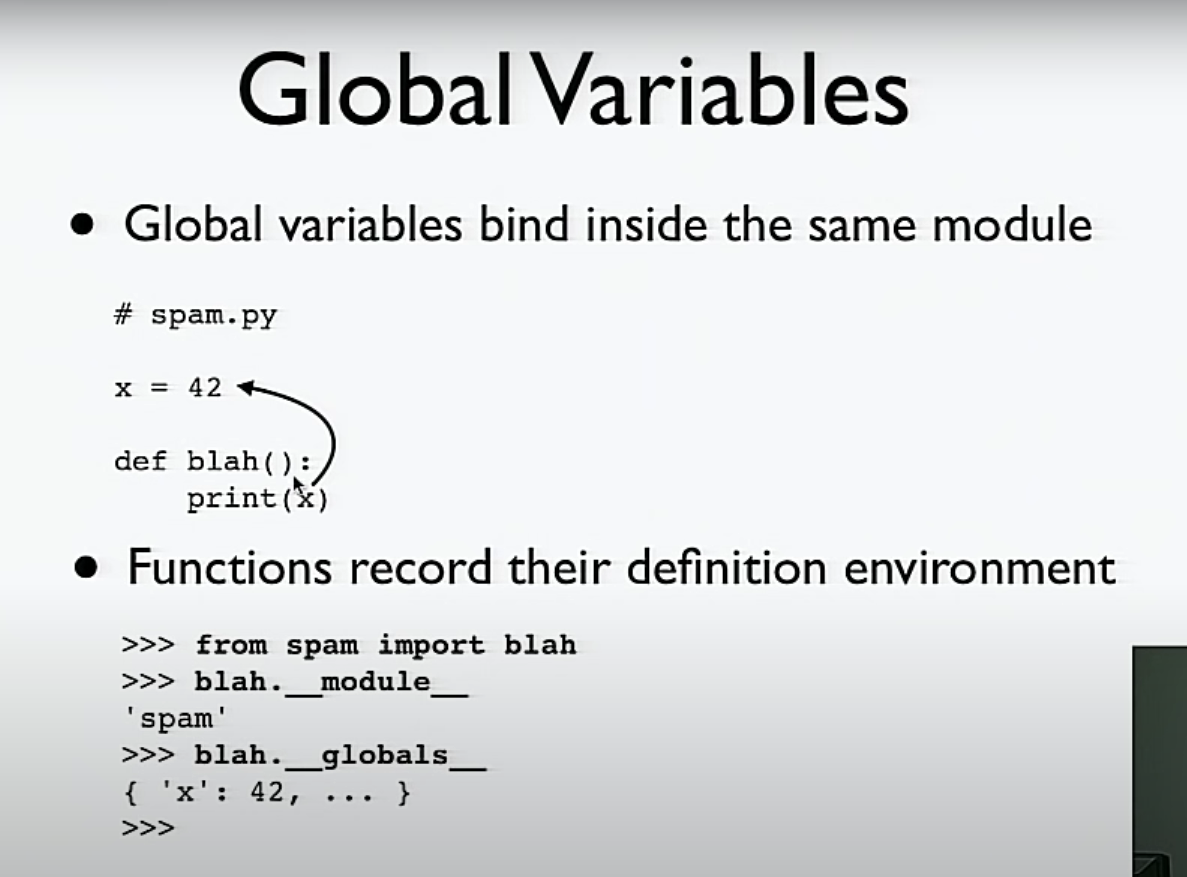 Global Variables
• Global variables bind inside the same module
# spam.py
x = 42
def blah():
    print(x)
• Functions record their definition environment
>>> from spam import blah
>>> blah.__module__
'spam'
>>> blah.__globals__
{ 'x': 42, ... }
>>>